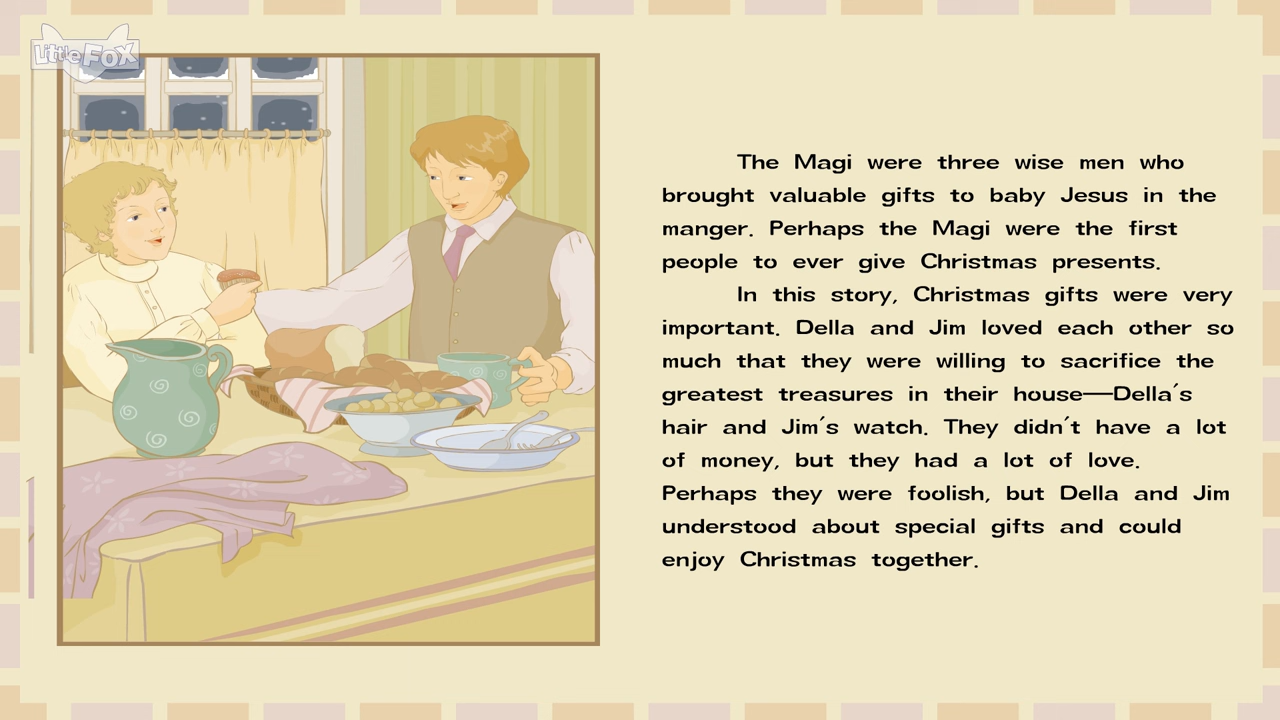 Little Fox
The Magi were three wise men who
brought valuable gifts to baby Jesus in the
manger. Perhaps the Magi were the first
people to ever give Christmas presents.
In this story, Christmas gifts were very
important. Della and Jim loved each other so
much that they were willing to sacrifice the
greatest treasures in their house—Della's
hair and Jim's watch. They didn't have a lot
of money, but they had a lot of love.
Perhaps they were foolish, but Della and Jim
understood about special gifts and could
enjoy Christmas together.